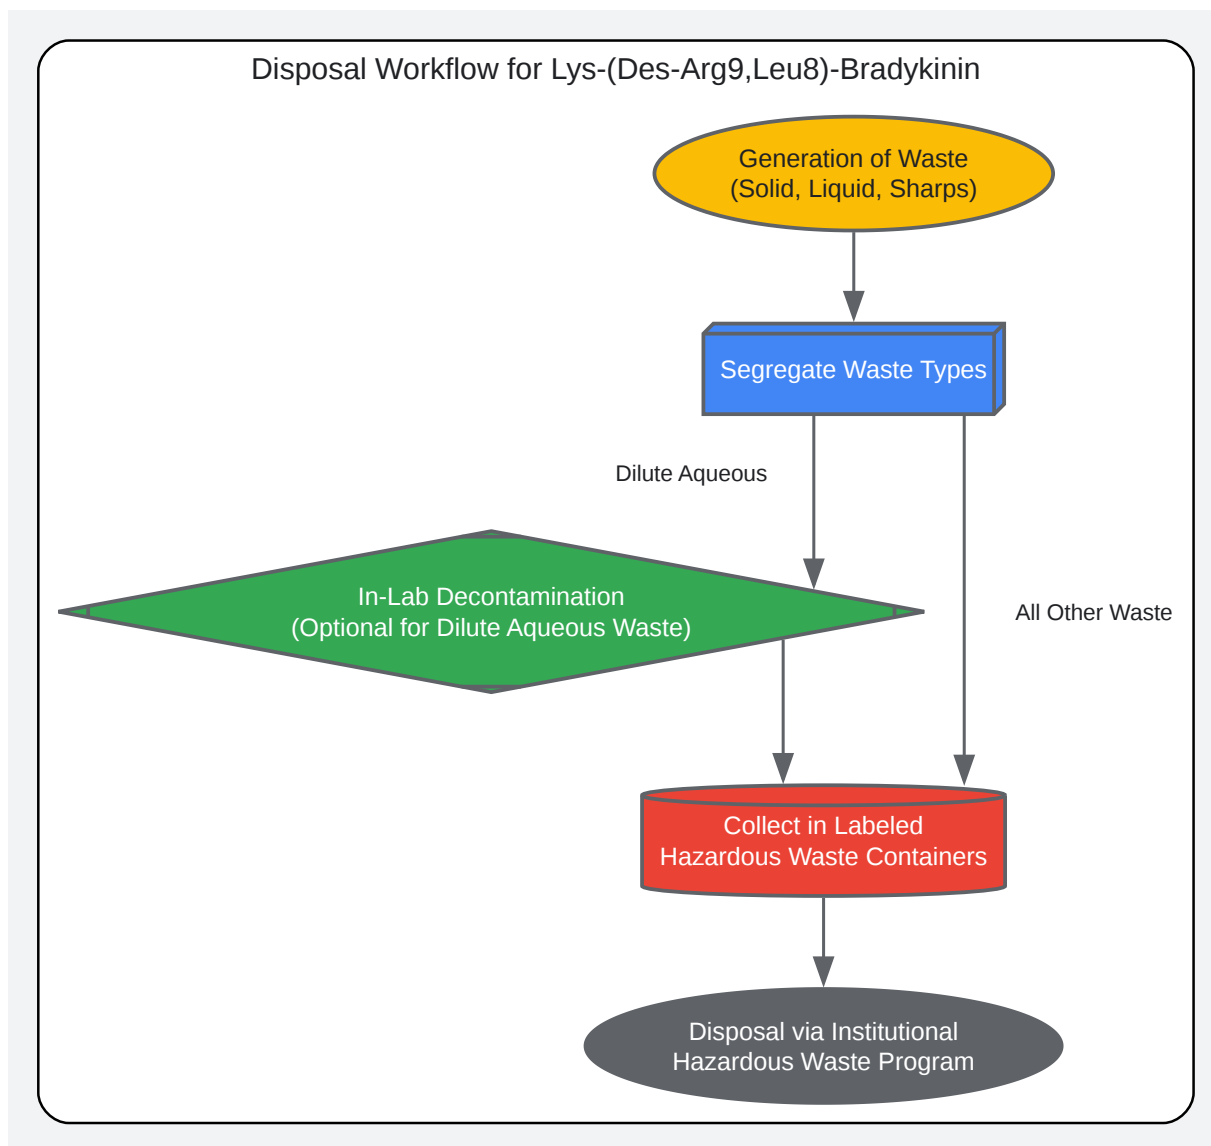 Disposal Workflow for Lys-(Des-Arg9,Leu8)-Bradykinin
Generation of Waste
(Solid, Liquid, Sharps)
Segregate Waste Types
Dilute Aqueous
In-Lab Decontamination
(Optional for Dilute Aqueous Waste)
All Other Waste
Collect in Labeled
Hazardous Waste Containers
Disposal via Institutional
Hazardous Waste Program